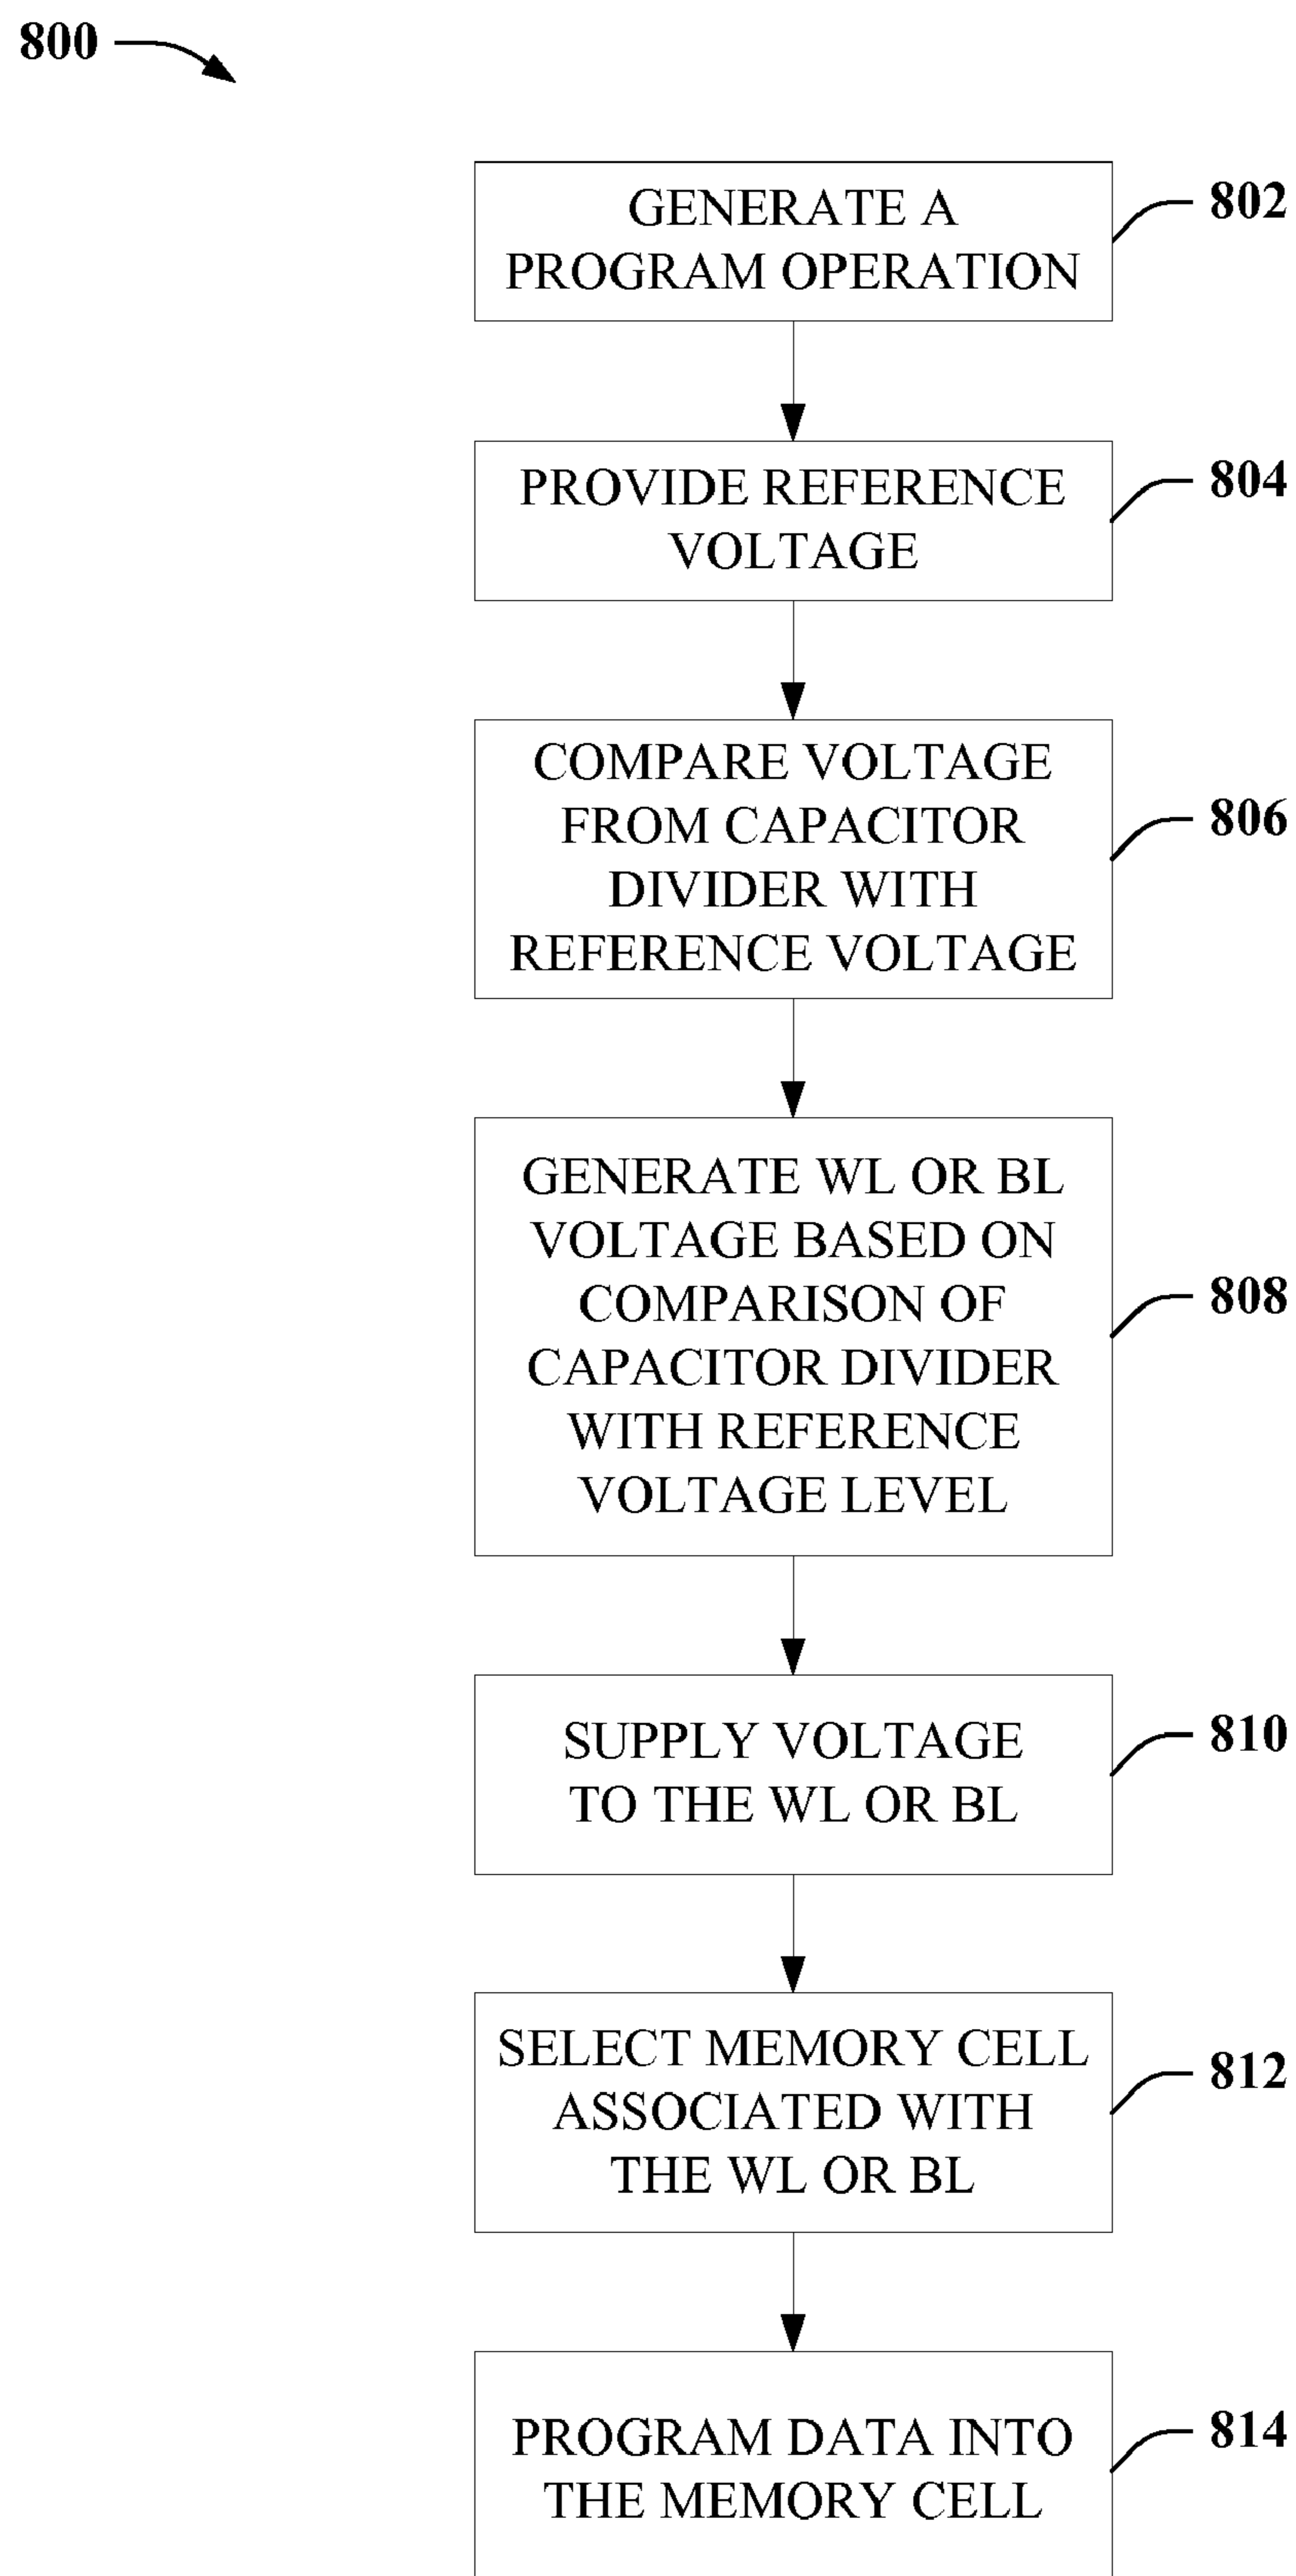 800
GENERATE A
PROGRAM OPERATION
802
PROVIDE REFERENCE
VOLTAGE
804
COMPARE VOLTAGE
FROM CAPACITOR
DIVIDER WITH
REFERENCE VOLTAGE
806
GENERATE WL OR BL
VOLTAGE BASED ON
COMPARISON OF
CAPACITOR DIVIDER
WITH REFERENCE
VOLTAGE LEVEL
808
SUPPLY VOLTAGE
TO THE WL OR BL
810
SELECT MEMORY CELL
ASSOCIATED WITH
THE WL OR BL
812
PROGRAM DATA INTO
THE MEMORY CELL
814